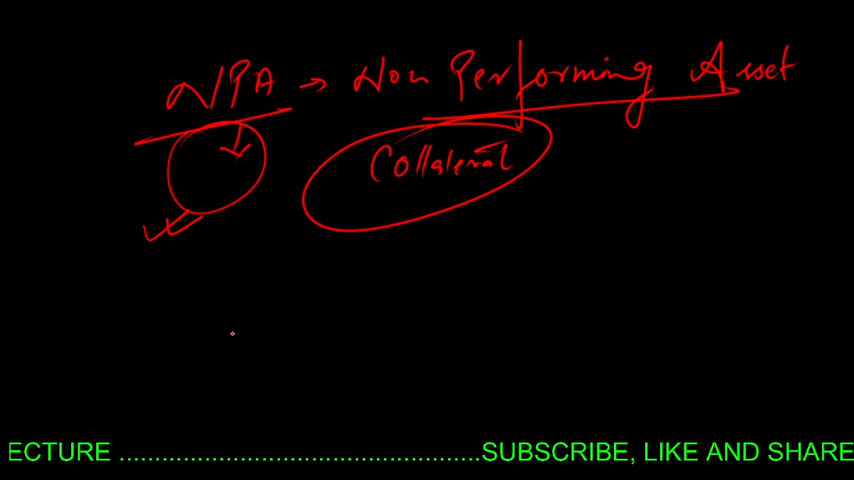 NPA → Non Performing Asset
Collateral
ECTURE ..................................................SUBSCRIBE, LIKE AND SHARE